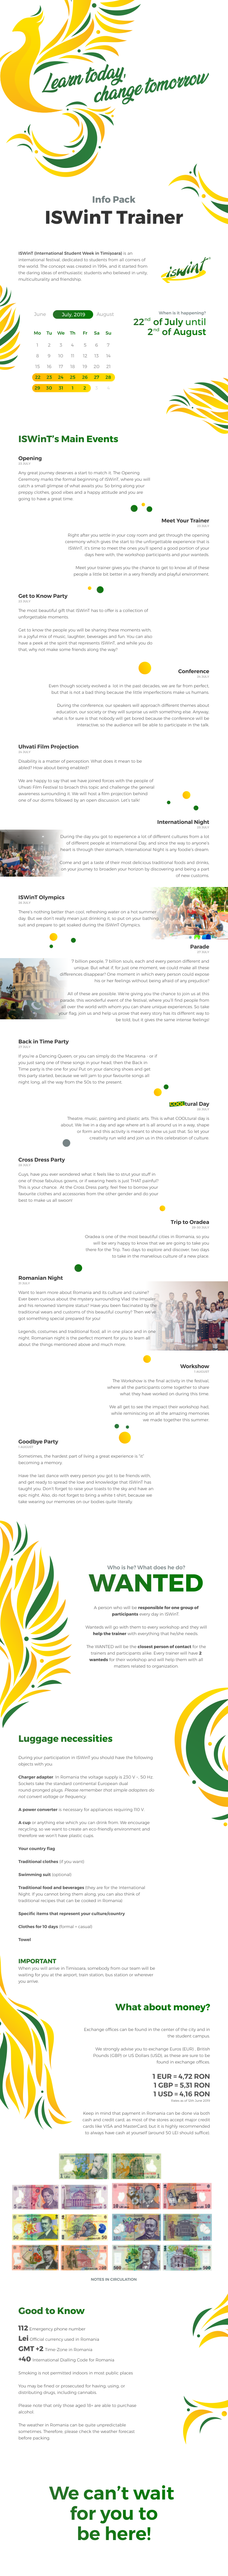 Learn today,
change tomorrow
Info Pack
ISWinT Trainer
ISWinT (International Student Week in Timișoara) is an
international festival, dedicated to students from all corners of
the world. The concept was created in 1994, and it started from
the daring ideas of enthusiastic students who believed in unity,
multiculturality and friendship.
iswint
June July, 2019 August
Mo Tu We Th Fr Sa Su
1 2 3 4 5 6 7
8 9 10 11 12 13 14
15 16 17 18 19 20 21
22 23 24 25 26 27 28
29 30 31 1 2 3 4
When is it happening?
22nd of July until
2nd of August
ISWinT's Main Events
Opening
Any great journey deserves a start to match it. The Opening
Ceremony marks the formal beginning of ISWinT, where you will
catch a small glimpse of what awaits you. So bring along your
preppy clothes, good vibes and a happy attitude and you are
going to have a great time.
Meet Your Trainer
Right after you settle in your cosy room and get through the opening
ceremony which gives the start to the unforgettable experience that is
ISWinT, it's time to meet the ones you'll spend a good portion of your
days here with: the workshop participants and your wanteds.
Meet your trainer gives you the chance to get to know all of these
people a little bit better in a very friendly and playful environment.
Get to Know Party
The most beautiful gift that ISWinT has to offer is a collection of
unforgettable moments.
Get to know the people you will be sharing these moments with,
in a joyful mix of music, laughter, beverages and fun. You can also
have a peek at the spirit that represents ISWinT, and while you do
that, why not make some friends along the way?
Conference
Even though society evolved a lot in the past decades, we are far from perfect,
but that is not a bad thing because the little imperfections make us humans.
During the conference, our speakers will approach different themes about
education, our society or they will surprise us with something else. Anyway,
what is for sure is that nobody will get bored because the conference will be
interactive, so the audience will be able to participate in the talk.
Uhvati Film Projection
Disability is a matter of perception. What does it mean to be
abled? How about being enabled?
We are happy to say that we have joined forces with the people of
Uhvati Film Festival to broach this topic and challenge the general
awareness surrounding it. We will host a film projection behind
one of our dorms followed by an open discussion. Let's talk!
International Night
During the day you got to experience a lot of different cultures from a lot
of different people at International Day, and since the way to anyone's
heart is through their stomach, International Night is any foodie's dream.
Come and get a taste of their most delicious traditional foods and drinks,
on your journey to broaden your horizon by discovering and being a part
of new customs.
ISWinT Olympics
There's nothing better than cool, refreshing water on a hot summer
day. But we don't really mean just drinking it, so put on your bathing
suit and prepare to get soaked during the ISWinT Olympics.
Parade
7 billion people, 7 billion souls, each and every person different and
unique. But what if, for just one moment, we could make all these
differences disappear? Create a world where every person could expose
his or her feelings without being afraid of any prejudice?
All of these are possible. We're giving you the chance to join us at this
parade, this wonderful event of the festival, where you'll find people from
all over the world with whom you can share unique experiences. So take
your flag, join us and help us prove that every hero has its different way to
be told, but it gives the same intense feelings!
Back in Time Party
If you're a Dancing Queen, or you can simply do the Macarena - or if
you just sang one of these songs in your head, then the Back in
Time party is the one for you! Put on your dancing shoes and get
the party started, because we will jam to your favourite songs all
night long, all the way from the 50s to the present.
COOLtural Day
Theatre, music, painting and plastic arts. This is what COOLtural day is
about. We live in a day and age where art is all around us in a way, shape
or form and this activity is meant to show us just that. So let your
creativity run wild and join us in this celebration of culture.
Cross Dress Party
Guys, have you ever wondered what it feels like to strut your stuff in
one of those fabulous gowns, or if wearing heels is just THAT painful?
This is your chance. At the Cross Dress party, feel free to borrow your
favourite clothes and accessories from the other gender and do your
best to make us all swoon!
Trip to Oradea
Oradea is one of the most beautiful cities in Romania, so you
will be very happy to know that we are going to take you
there for the Trip. Two days to explore and discover, two days
to take in the marvelous culture of a new place.
Romanian Night
Want to learn more about Romania and its culture and cuisine?
Ever been curious about the mystery surrounding Vlad the Impaler,
and his renowned Vampire status? Have you been fascinated by the
traditional wears and customs of this beautiful country? Then we've
got something special prepared for you!
Legends, costumes and traditional food, all in one place and in one
night, Romanian night is the perfect moment for you to learn all
about the things mentioned above and much more.
Workshow
The Workshow is the final activity in the festival,
where all the participants come together to share
what they have worked on during this time.
We all get to see the impact their workshop had,
while reminiscing on all the amazing memories
we made together this summer.
Goodbye Party
Sometimes, the hardest part of living a great experience is "it"
becoming a memory.
Have the last dance with every person you got to be friends with,
and get ready to spread the love and knowledge that ISWinT has
taught you. Don't forget to raise your toasts to the sky and have an
epic night. Also, do not forget to bring a white t-shirt, because we
take wearing our memories on our bodies quite literally.
Who is he? What does he do?
WANTED
A person who will be responsible for one group of
participants every day in ISWinT.
Wanteds will go with them to every workshop and they will
help the trainer with everything that he/she needs.
The WANTED will be the closest person of contact for the
trainers and participants alike. Every trainer will have 2
wanteds for their workshop and will help them with all
matters related to organisation.
Luggage necessities
During your participation in ISWinT you should have the following
objects with you:
Charger adapter. In Romania the voltage supply is 230 V ~ 50 Hz.
Sockets take the standard continental European dual
round-pronged plugs. Please, remember that simple adaptors do
not convert voltage or frequency.
A power converter is necessary for appliances requiring 110 V.
A cup or anything else which you can drink from. We encourage
recycling, so we want to create an eco-friendly environment and
therefore we won't have plastic cups.
Your country flag
Traditional clothes (if you want)
Swimming suit (optional)
Traditional food and beverages (they are for the International
Night. If you cannot bring them along, you can also think of
traditional recipes that can be cooked in Romania)
Specific items that represent your culture/country
Clothes for 10 days (formal + casual)
Towel
IMPORTANT
When you will arrive in Timisoara, somebody from our team will be
waiting for you at the airport, train station, bus station or wherever
you arrive.
What about money?
Exchange offices can be found in the center of the city and in
the student campus.
We strongly advise you to exchange Euros (EUR), British
Pounds (GBP) or US Dollars (USD), as these are sure to be
found in exchange offices.
1 EUR = 4,72 RON
1 GBP = 5,31 RON
1 USD = 4,16 RON
Keep in mind that payment in Romania can be done via both
cash and credit card, as most of the stores accept major credit
cards like VISA and MasterCard, but it is highly recommended
to always have cash at yourself (around 50 LEI) should suffice).
NOTES IN CIRCULATION
Good to Know
112 Emergency phone number
Lei Official currency used in Romania
GMT +2 Time Zone in Romania
+40 International Dialling Code for Romania
Smoking is not permitted indoors in most public places.
You may be fined or prosecuted for having, using, or
distributing drugs, including cannabis.
Please note that only those aged 18+ are able to purchase
alcohol.
The weather in Romania can be quite unpredictable
sometimes. Therefore, please check the weather forecast
before packing.
We can't wait
for you to
be here!